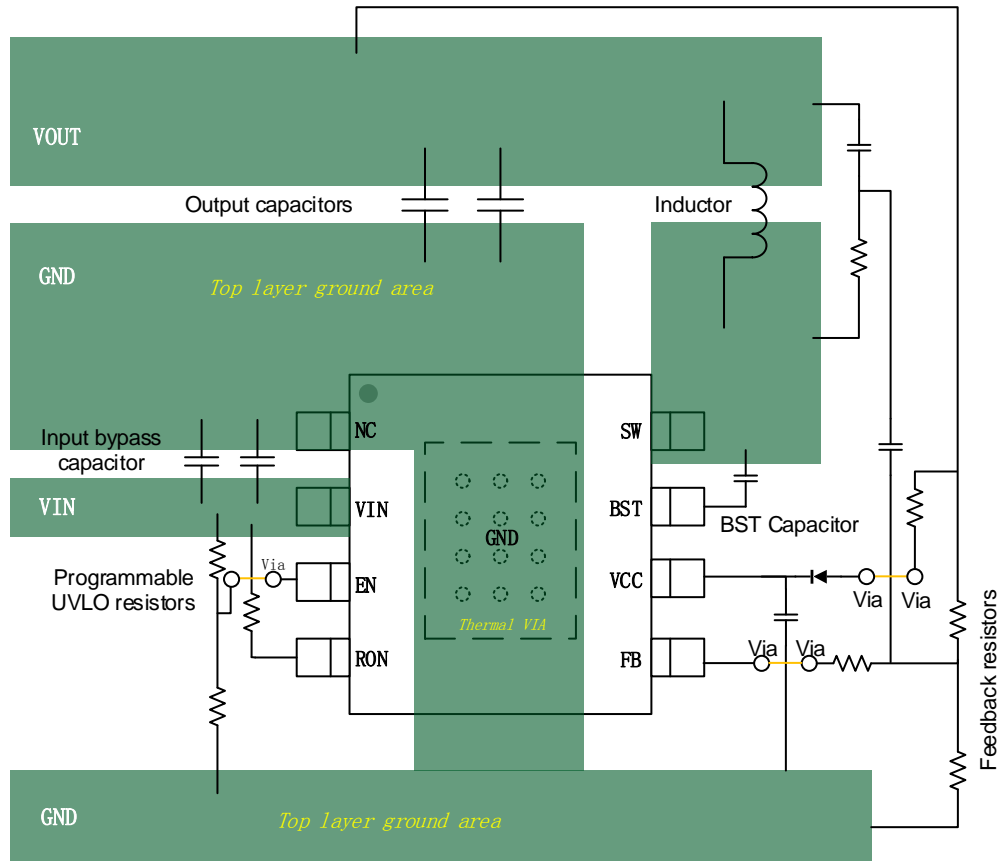 VOUT
Output capacitors
Inductor
GND
Top layer ground area
Input bypass
capacitor
NC
SW
VIN
VIN
BST
BST Capacitor
GND
Programmable
UVLO resistors
Via
EN
VCC
Via
Via
Thermal VIA
RON
FB
Via
Via
Feedback resistors
GND
Top layer ground area